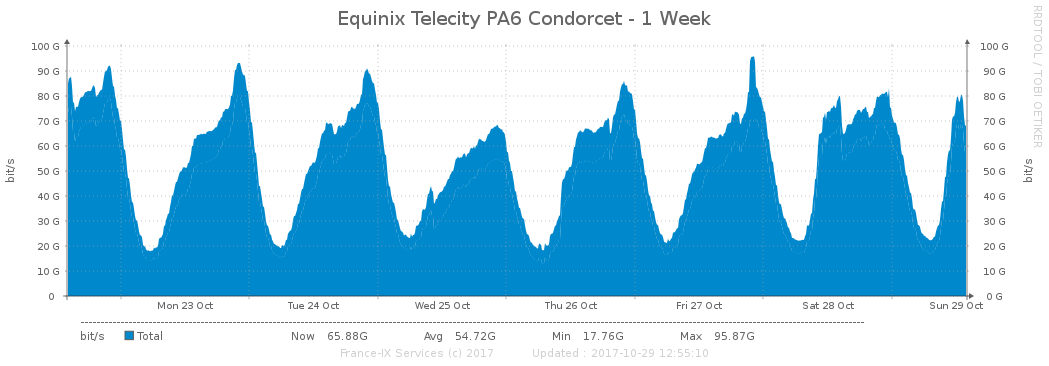 Equinix Telecity PA6 Condorcet - 1 Week
RRDTOOL / TOBI OETIKER
bit/s
bit/s
100 G 100 G
90 G 90 G
80 G 80 G
70 G 70 G
60 G 60 G
50 G 50 G
40 G 40 G
30 G 30 G
20 G 20 G
10 G 10 G
0 0 G
Mon 23 Oct Tue 24 Oct Wed 25 Oct Thu 26 Oct Fri 27 Oct Sat 28 Oct Sun 29 Oct
bit/s Total Now 65.88G Avg 54.72G Min 17.76G Max 95.87G
France-IX Services (c) 2017 Updated : 2017-10-29 12:55:10